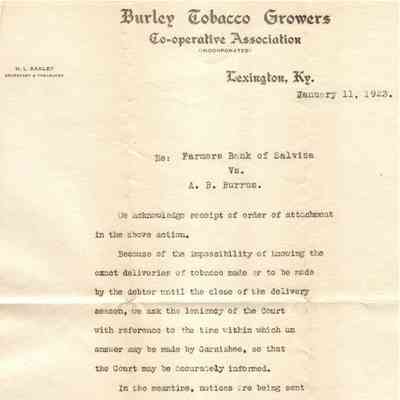 Burley Tobacco Growers
Co-operative Association
(INCORPORATED)
H. L. EARLEY
SECRETARY & TREASURER
Lexington, Ky.
January 11, 1923.
Re: Farmers Bank of Salvisa
Vs.
A. B. Burrus.
We acknowledge receipt of order of attachment
in the above action.
Because of the impossibility of knowing the
exact deliveries of tobacco made or to be made
by the debtor until the close of the delivery
season, we ask the leniency of the Court
with reference to the time within which an
answer may be made by Garnishee, so that
the Court may be accurately informed.
In the meantime, notices are being sent